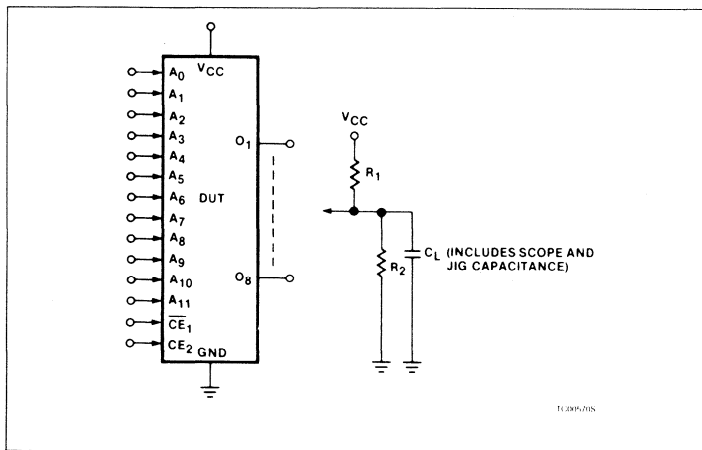 VCC
A0
A1
A2
A3
A4
A5
A6
A7
A8
A9
A10
A11
CE1
CE2
DUT
GND
O1
O8
VCC
R1
R2
CL (INCLUDES SCOPE AND
JIG CAPACITANCE)
TC00570S